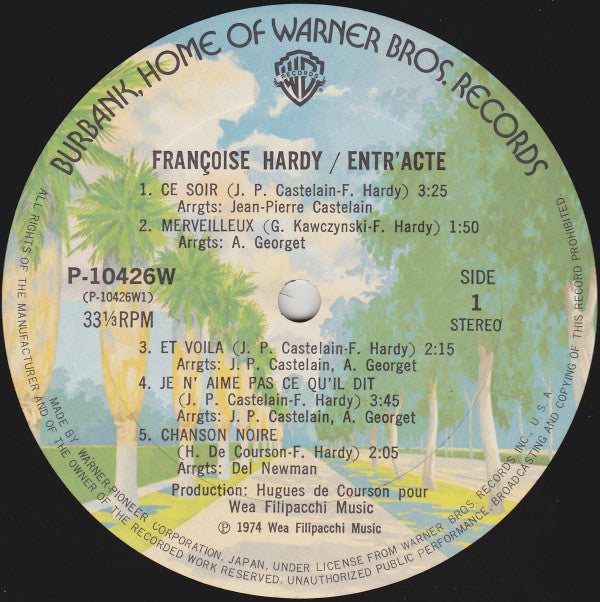 BURBANK, HOME OF WARNER BROS. RECORDS
WB
RECORDS
FRANÇOISE HARDY / ENTR'ACTE
1. CE SOIR (J. P. Castelain-F. Hardy) 3:25
Arrgts: Jean-Pierre Castelain
2. MERVEILLEUX (G. Kawczynski-F. Hardy) 1:50
Arrgts: A. Georget
P-10426W
(P-10426W1)
33⅓RPM
SIDE
1
STEREO
3. ET VOILA (J. P. Castelain-F. Hardy) 2:15
Arrgts: J. P. Castelain, A. Georget
4. JE N' AIME PAS CE QU'IL DIT
(J. P. Castelain-F. Hardy) 3:45
Arrgts: J. P. Castelain, A. Georget
5. CHANSON NOIRE
(H. De Courson-F. Hardy) 2:05
Arrgts: Del Newman
Production: Hugues de Courson pour
Wea Filipacchi Music
℗ 1974 Wea Filipacchi Music
MADE BY WARNER-PIONEER CORPORATION, JAPAN, UNDER LICENSE FROM WARNER BROS RECORDS INC., U.S.A.
ALL RIGHTS OF THE MANUFACTURER AND OF THE OWNER OF THE RECORDED WORK RESERVED. UNAUTHORIZED PUBLIC PERFORMANCE, BROADCASTING AND COPYING OF THIS RECORD PROHIBITED.